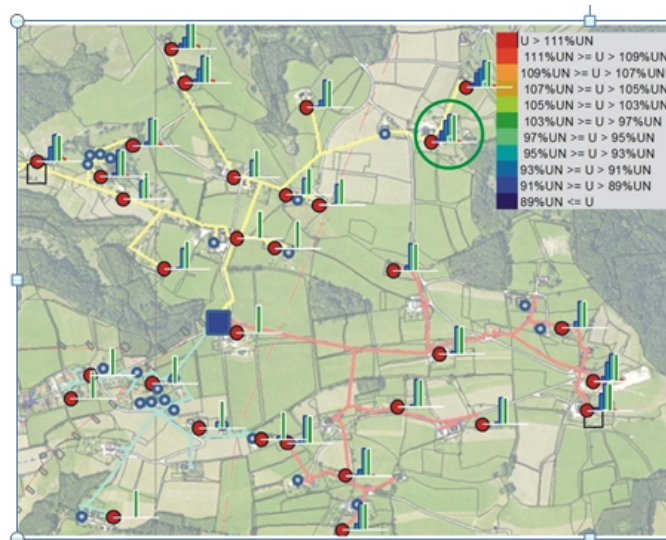 U > 111%UN
111%UN >= U > 109%UN
109%UN >= U > 107%UN
107%UN >= U > 105%UN
105%UN >= U > 103%UN
103%UN >= U > 97%UN
97%UN >= U > 95%UN
95%UN >= U > 93%UN
93%UN >= U > 91%UN
91%UN >= U > 89%UN
89%UN <= U